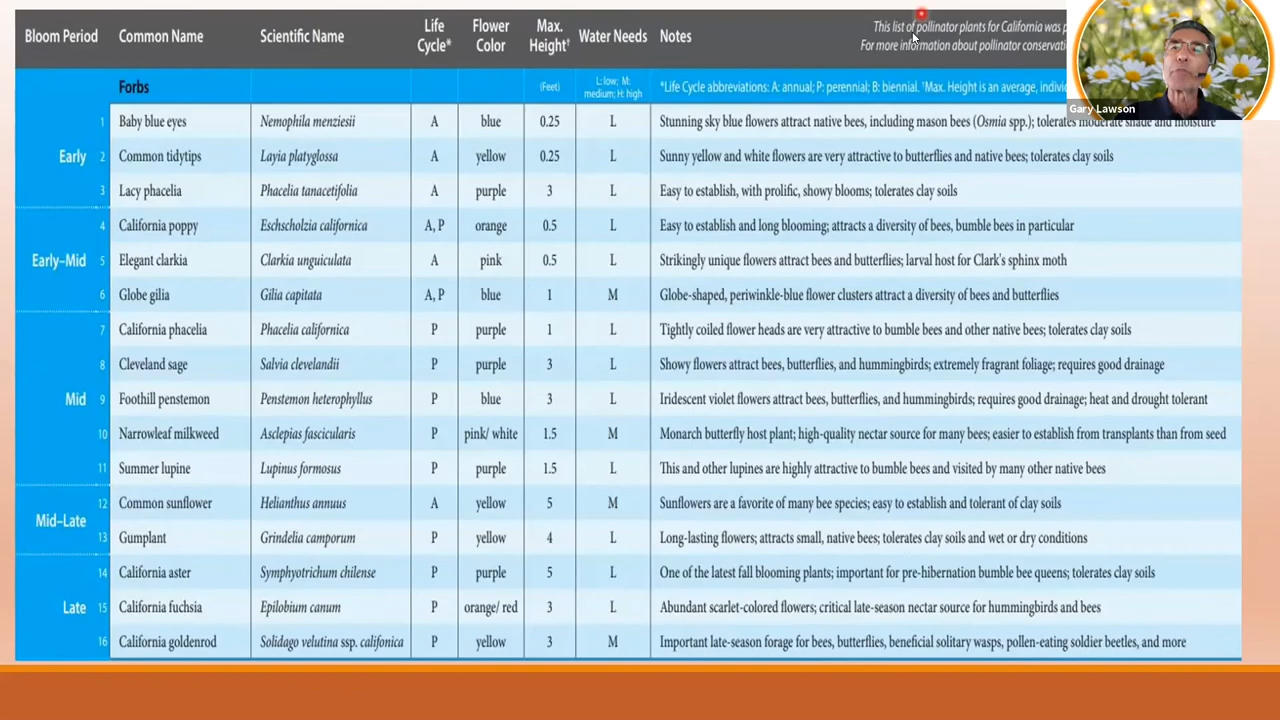 Bloom Period Common Name Scientific Name Life Cycle* Flower Color Max. Height† Water Needs Notes
This list of pollinator plants for California was
For more information about pollinator
Gary Lawson
Forbs (Feet) L: low; M: medium; H: high *Life Cycle abbreviations: A: annual; P: perennial; B: biennial. †Max. Height is an average,
Early
1 Baby blue eyes Nemophila menziesii A blue 0.25 L Stunning sky blue flowers attract native bees, including mason bees (Osmia spp.); tolerates moderate shade and moisture
2 Common tidytips Layia platyglossa A yellow 0.25 L Sunny yellow and white flowers are very attractive to butterflies and native bees; tolerates clay soils
3 Lacy phacelia Phacelia tanacetifolia A purple 3 L Easy to establish, with prolific, showy blooms; tolerates clay soils
Early–Mid
4 California poppy Eschscholzia californica A, P orange 0.5 L Easy to establish and long blooming; attracts a diversity of bees, bumble bees in particular
5 Elegant clarkia Clarkia unguiculata A pink 0.5 L Strikingly unique flowers attract bees and butterflies; larval host for Clark's sphinx moth
6 Globe gilia Gilia capitata A, P blue 1 M Globe-shaped, periwinkle-blue flower clusters attract a diversity of bees and butterflies
Mid
7 California phacelia Phacelia californica P purple 1 L Tightly coiled flower heads are very attractive to bumble bees and other native bees; tolerates clay soils
8 Cleveland sage Salvia clevelandii P purple 3 L Showy flowers attract bees, butterflies, and hummingbirds; extremely fragrant foliage; requires good drainage
9 Foothill penstemon Penstemon heterophyllus P blue 3 L Iridescent violet flowers attract bees, butterflies, and hummingbirds; requires good drainage; heat and drought tolerant
10 Narrowleaf milkweed Asclepias fascicularis P pink/ white 1.5 M Monarch butterfly host plant; high-quality nectar source for many bees; easier to establish from transplants than from seed
11 Summer lupine Lupinus formosus P purple 1.5 L This and other lupines are highly attractive to bumble bees and visited by many other native bees
Mid–Late
12 Common sunflower Helianthus annuus A yellow 5 M Sunflowers are a favorite of many bee species; easy to establish and tolerant of clay soils
13 Gumplant Grindelia camporum P yellow 4 L Long-lasting flowers; attracts small, native bees; tolerates clay soils and wet or dry conditions
Late
14 California aster Symphyotrichum chilense P purple 5 L One of the latest fall blooming plants; important for pre-hibernation bumble bee queens; tolerates clay soils
15 California fuchsia Epilobium canum P orange/ red 3 L Abundant scarlet-colored flowers; critical late-season nectar source for hummingbirds and bees
16 California goldenrod Solidago velutina ssp. califonica P yellow 3 M Important late-season forage for bees, butterflies, beneficial solitary wasps, pollen-eating soldier beetles, and more